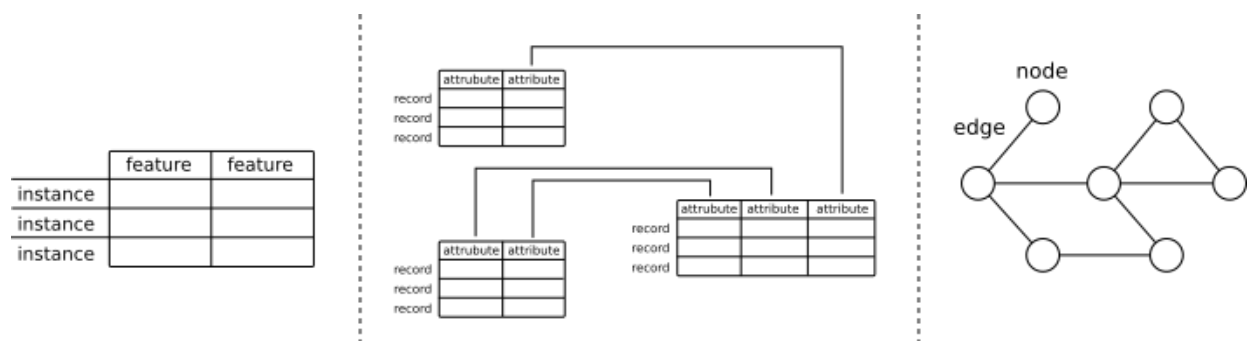 feature feature
instance
instance
instance
attrubute attribute
record
record
record
attrubute attribute
record
record
record
attrubute attribute attribute
record
record
record
node
edge